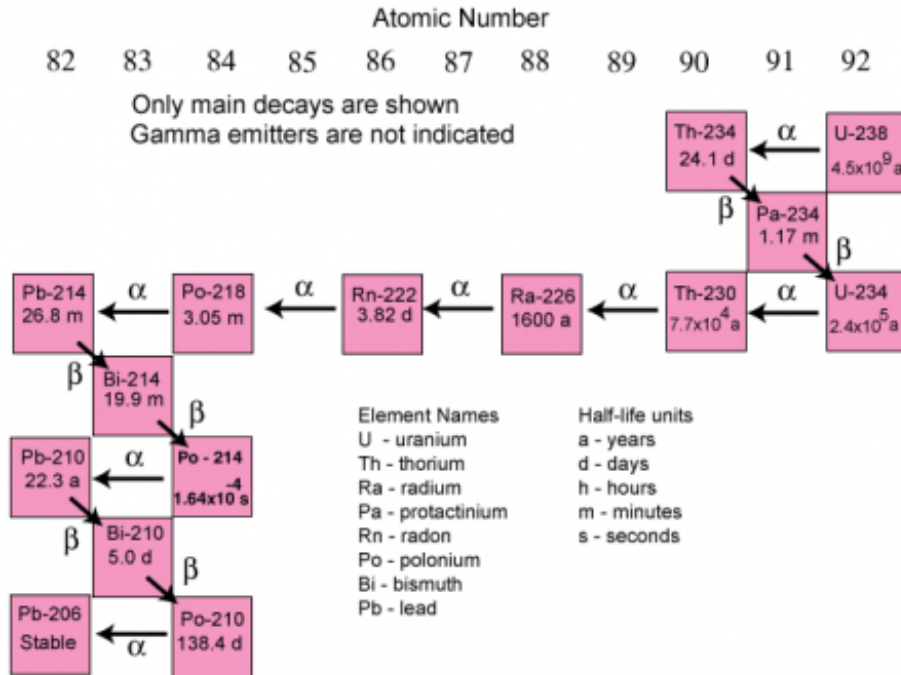 Atomic Number
82 83 84 85 86 87 88 89 90 91 92
Only main decays are shown
Gamma emitters are not indicated
Th-234
24.1 d
α
U-238
4.5x10⁹ a
β
Pa-234
1.17 m
β
Pb-214
26.8 m
α
Po-218
3.05 m
α
Rn-222
3.82 d
α
Ra-226
1600 a
α
Th-230
7.7x10⁴a
α
U-234
2.4x10⁵a
β
Bi-214
19.9 m
β
Pb-210
22.3 a
α
Po - 214
-4
1.64x10 s
β
Bi-210
5.0 d
β
Pb-206
Stable
α
Po-210
138.4 d
Element Names
U - uranium
Th - thorium
Ra - radium
Pa - protactinium
Rn - radon
Po - polonium
Bi - bismuth
Pb - lead
Half-life units
a - years
d - days
h - hours
m - minutes
s - seconds